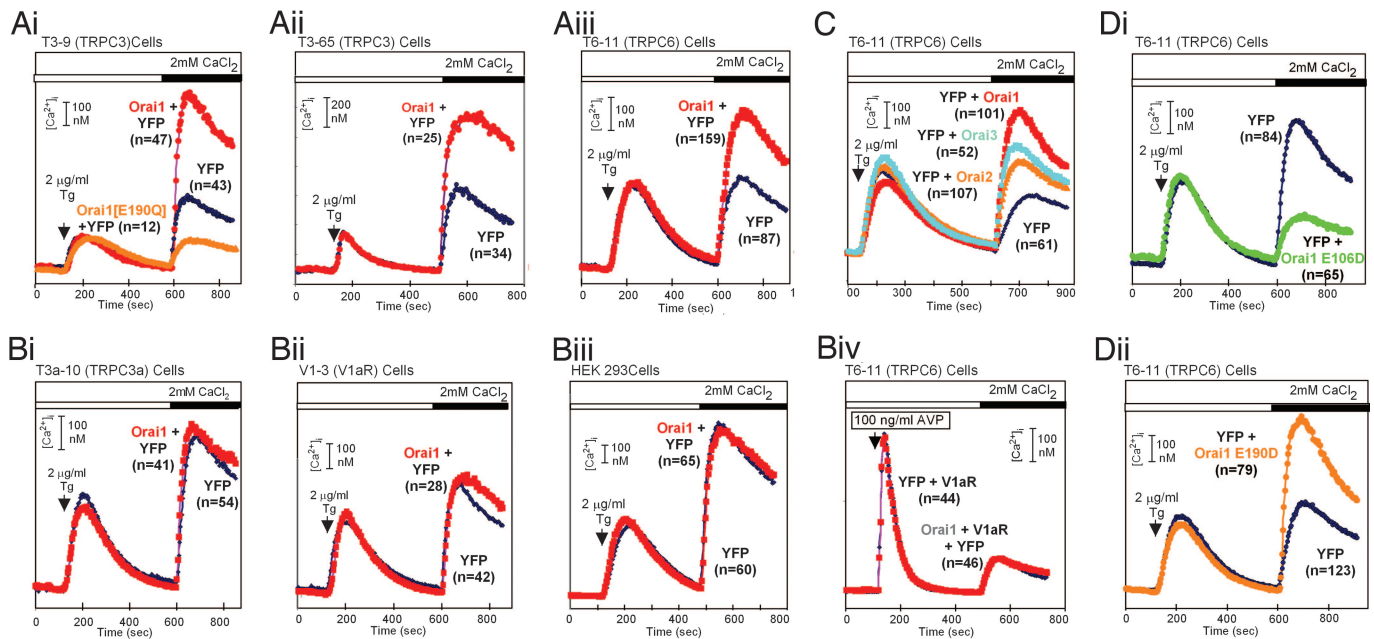 Ai
T3-9 (TRPC3)Cells
2mM CaCl2
[Ca2+]i
100
nM
Orai1 +
YFP
(n=47)
YFP
(n=43)
2 µg/ml
Tg
Orai1[E190Q]
+YFP (n=12)
0 200 400 600 800
Time (sec)
Aii
T3-65 (TRPC3) Cells
2mM CaCl2
[Ca2+]i
200
nM
Orai1 +
YFP
(n=25)
2 µg/ml
Tg
YFP
(n=34)
0 200 400 600 800
Time (sec)
Aiii
T6-11 (TRPC6) Cells
2mM CaCl2
[Ca2+]i
100
nM
Orai1 +
YFP
(n=159)
2 µg/ml
Tg
YFP
(n=87)
0 200 400 600 800 1
Time (sec)
C
T6-11 (TRPC6) Cells
2mM CaCl2
[Ca2+]i
100
nM
YFP + Orai1
(n=101)
YFP + Orai3
(n=52)
2 µg/ml
Tg
YFP + Orai2
(n=107)
YFP
(n=61)
00 300 500 700 900
Time (sec)
Di
T6-11 (TRPC6) Cells
2mM CaCl2
[Ca2+]i
100
nM
YFP
(n=84)
2 µg/ml
Tg
YFP +
Orai1 E106D
(n=65)
0 200 400 600 800
Time (sec)
Bi
T3a-10 (TRPC3a) Cells
2mM CaCl2
[Ca2+]i
100
nM
Orai1 +
YFP
(n=41)
2 µg/ml
Tg
YFP
(n=54)
0 200 400 600 800
Time (sec)
Bii
V1-3 (V1aR) Cells
2mM CaCl2
[Ca2+]i
100
nM
Orai1 +
YFP
(n=28)
2 µg/ml
Tg
YFP
(n=42)
0 200 400 600 800
Time (sec)
Biii
HEK 293Cells
2mM CaCl2
[Ca2+]i
100
nM
Orai1 +
YFP
(n=65)
2 µg/ml
Tg
YFP
(n=60)
0 200 400 600 800
Time (sec)
Biv
T6-11 (TRPC6) Cells
2mM CaCl2
100 ng/ml AVP
[Ca2+]i
100
nM
YFP + V1aR
(n=44)
Orai1 + V1aR
+ YFP
(n=46)
0 200 400 600 800
Time (sec)
Dii
T6-11 (TRPC6) Cells
2mM CaCl2
[Ca2+]i
100
nM
YFP +
Orai1 E190D
(n=79)
2 µg/ml
Tg
YFP
(n=123)
0 200 400 600 800
Time (sec)